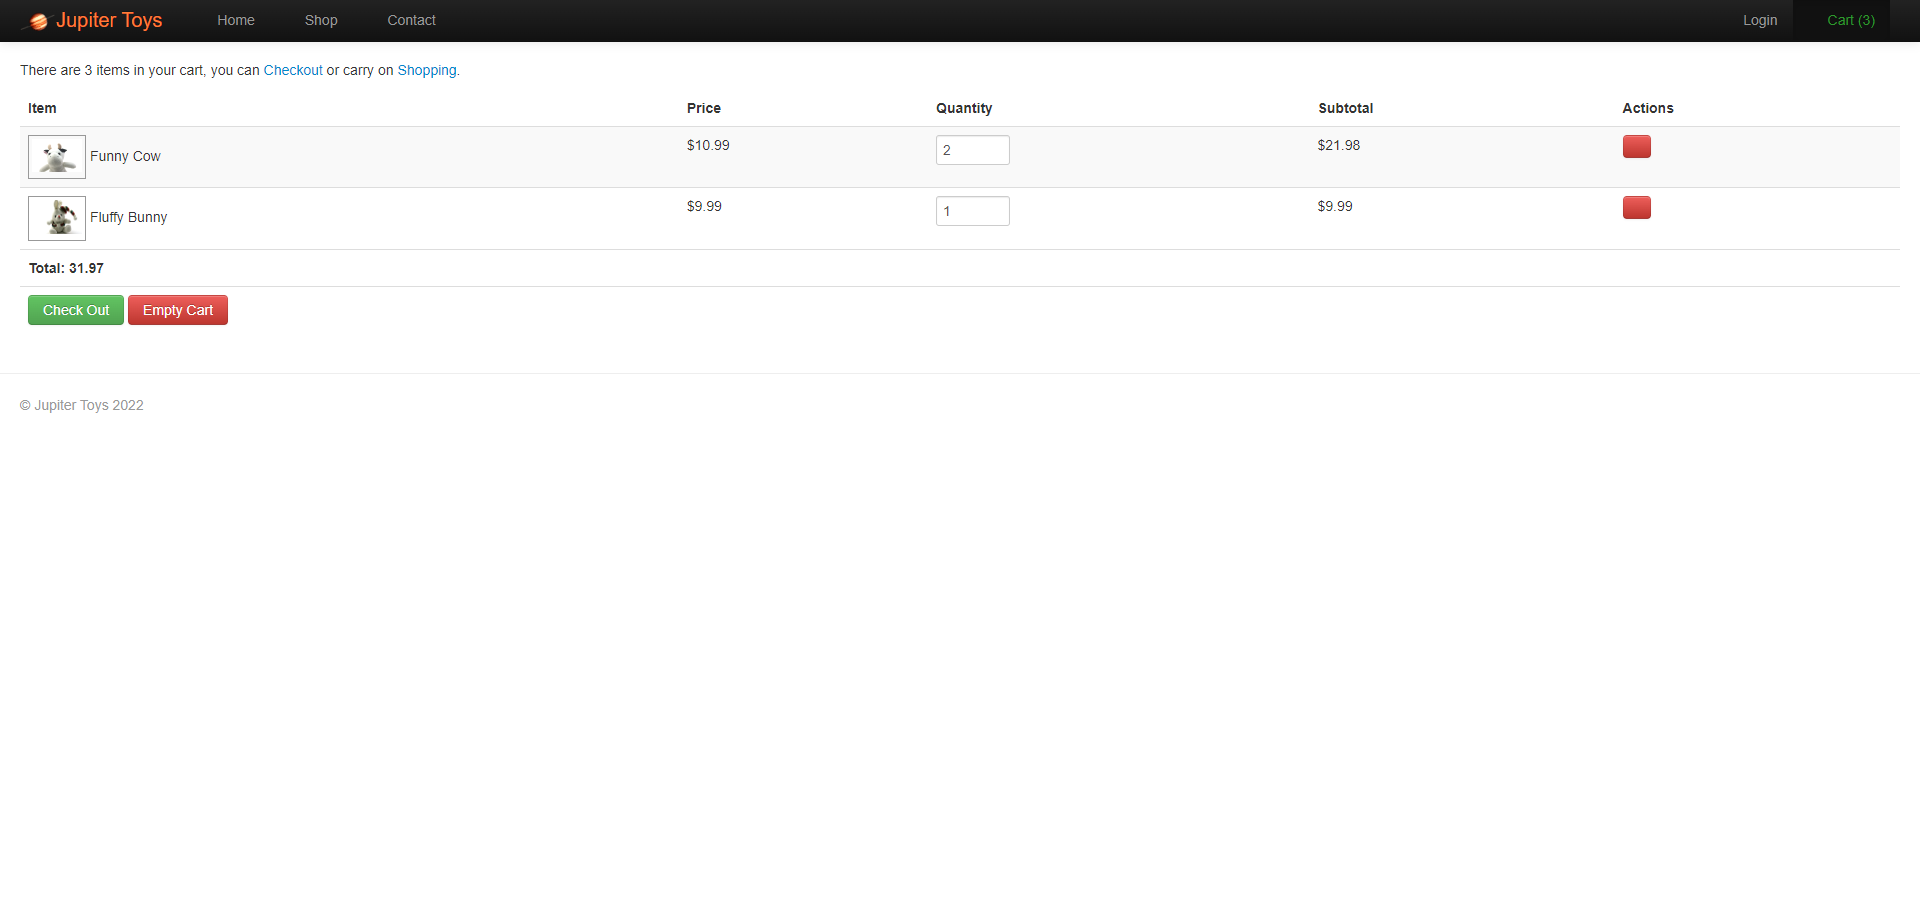 Jupiter Toys Home Shop Contact Login Cart (3)
There are 3 items in your cart, you can Checkout or carry on Shopping.
Item Price Quantity Subtotal Actions
Funny Cow $10.99 2 $21.98
Fluffy Bunny $9.99 1 $9.99
Total: 31.97
Check Out Empty Cart
© Jupiter Toys 2022